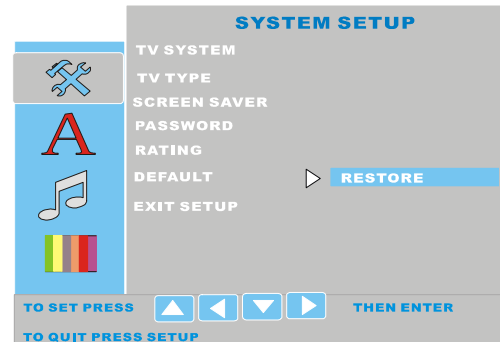 SYSTEM SETUP
TV SYSTEM
TV TYPE
SCREEN SAVER
PASSWORD
RATING
DEFAULT RESTORE
EXIT SETUP
A
TO SET PRESS THEN ENTER
TO QUIT PRESS SETUP